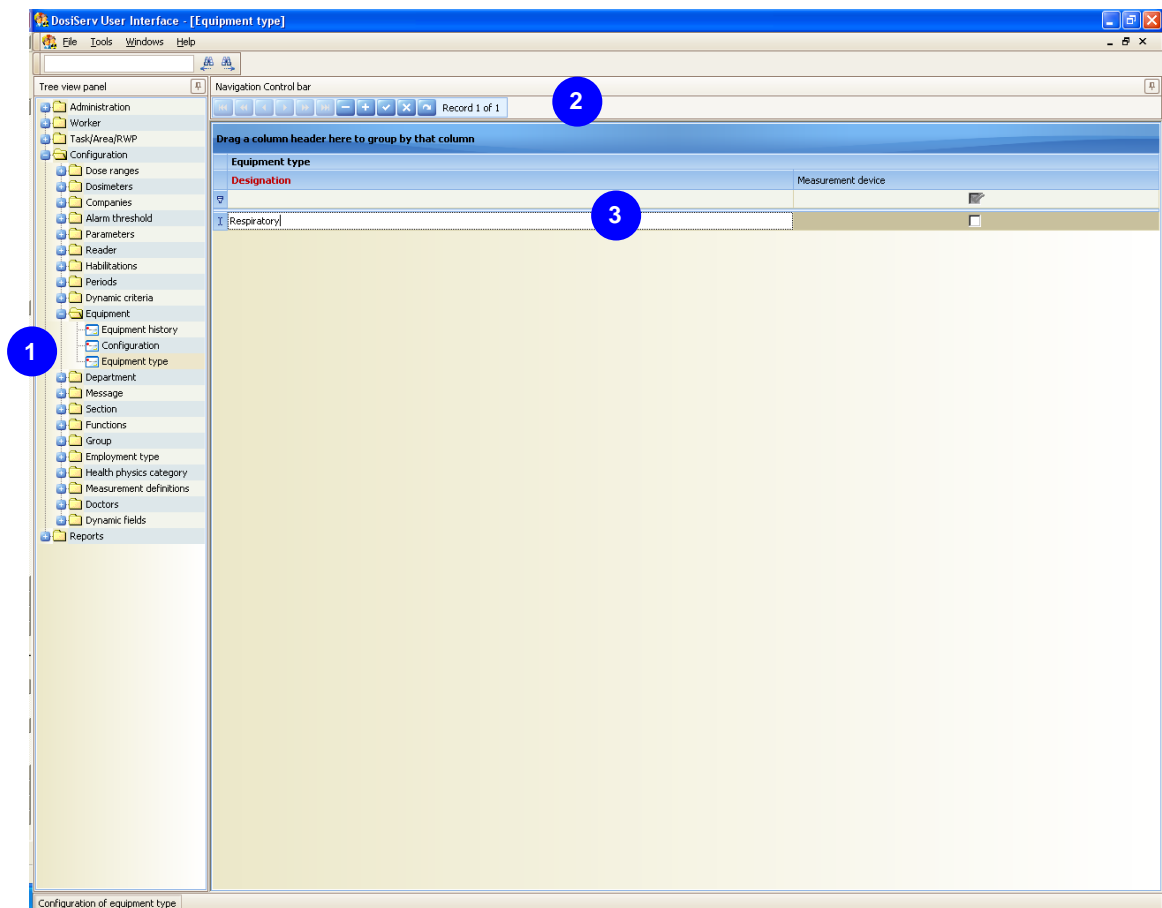 DosiServ User Interface - [Equipment type]
File Tools Windows Help
Tree view panel
Navigation Control bar
Record 1 of 1
2
Drag a column header here to group by that column
Equipment type
Designation
Measurement device
3
Respiratory
Administration
Worker
Task/Area/RWP
Configuration
Dose ranges
Dosimeters
Companies
Alarm threshold
Parameters
Reader
Habilitations
Periods
Dynamic criteria
Equipment
Equipment history
1
Configuration
Equipment type
Department
Message
Section
Functions
Group
Employment type
Health physics category
Measurement definitions
Doctors
Dynamic fields
Reports
Configuration of equipment type